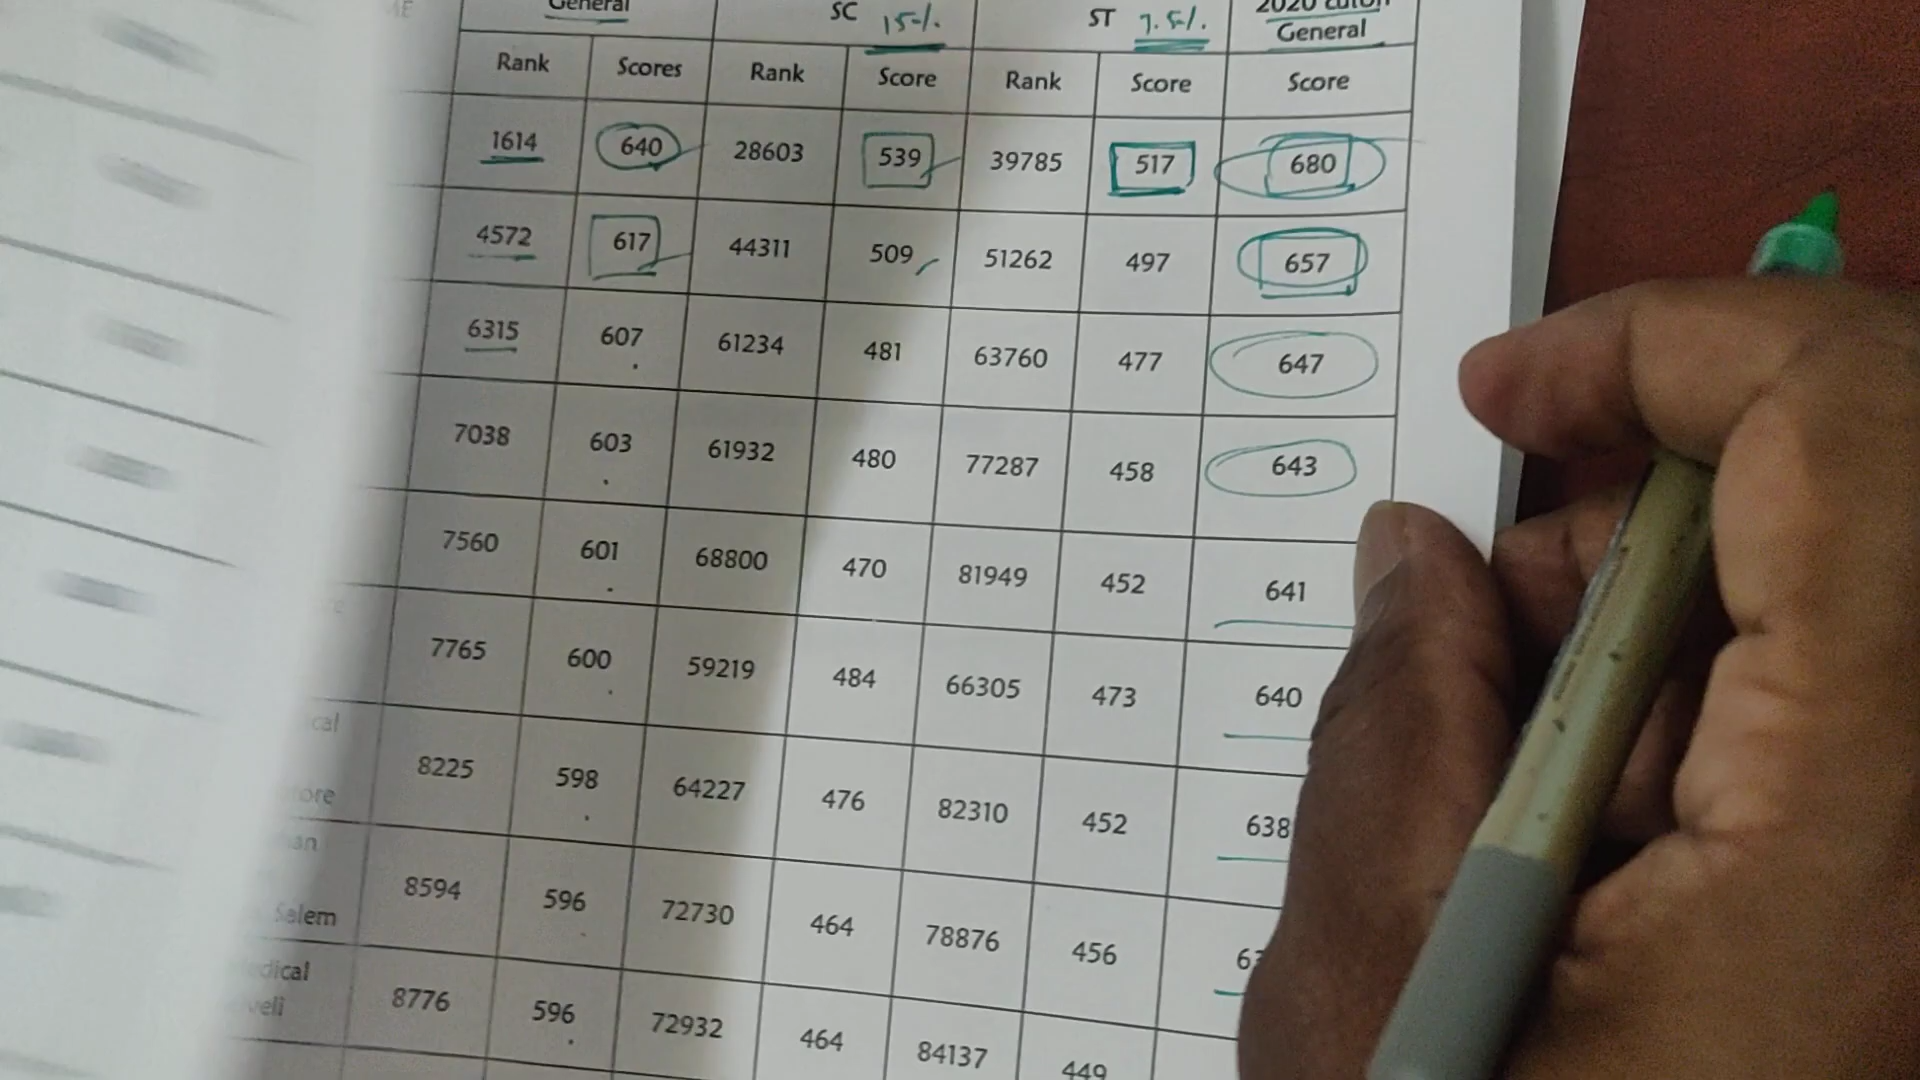 General SC 15% ST 7.5% 2020 cutoff
General
Rank Scores Rank Score Rank Score Score
1614 640 28603 539 39785 517 680
4572 617 44311 509 51262 497 657
6315 607 61234 481 63760 477 647
7038 603 61932 480 77287 458 643
7560 601 68800 470 81949 452 641
7765 600 59219 484 66305 473 640
8225 598 64227 476 82310 452 638
8594 596 72730 464 78876 456
Salem
8776 596 72932 464 84137 449